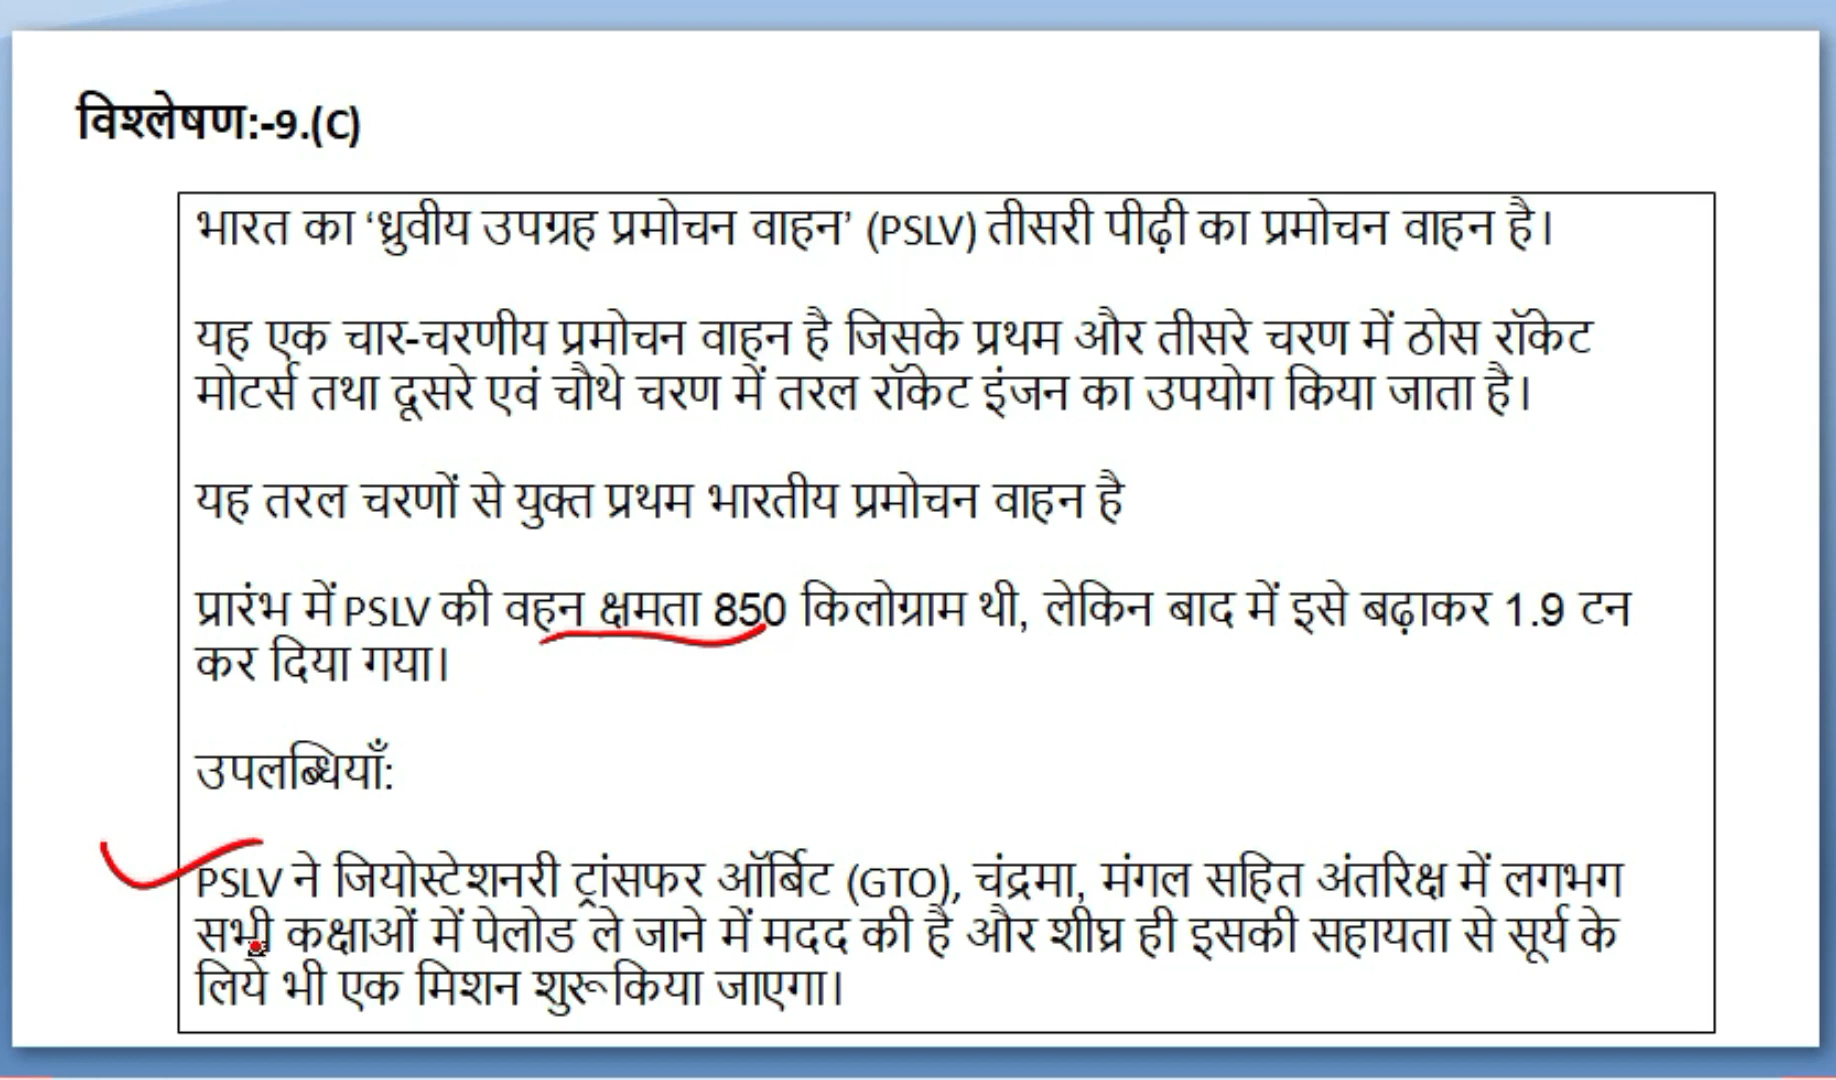 विश्लेषण:-9.(C)
भारत का ‘ध्रुवीय उपग्रह प्रमोचन वाहन’ (PSLV) तीसरी पीढ़ी का प्रमोचन वाहन है।
यह एक चार-चरणीय प्रमोचन वाहन है जिसके प्रथम और तीसरे चरण में ठोस रॉकेट
मोटर्स तथा दूसरे एवं चौथे चरण में तरल रॉकेट इंजन का उपयोग किया जाता है।
यह तरल चरणों से युक्त प्रथम भारतीय प्रमोचन वाहन है
प्रारंभ में PSLV की वहन क्षमता 850 किलोग्राम थी, लेकिन बाद में इसे बढ़ाकर 1.9 टन
कर दिया गया।
उपलब्धियाँ:
PSLV ने जियोस्टेशनरी ट्रांसफर ऑर्बिट (GTO), चंद्रमा, मंगल सहित अंतरिक्ष में लगभग
सभी कक्षाओं में पेलोड ले जाने में मदद की है और शीघ्र ही इसकी सहायता से सूर्य के
लिये भी एक मिशन शुरू किया जाएगा।